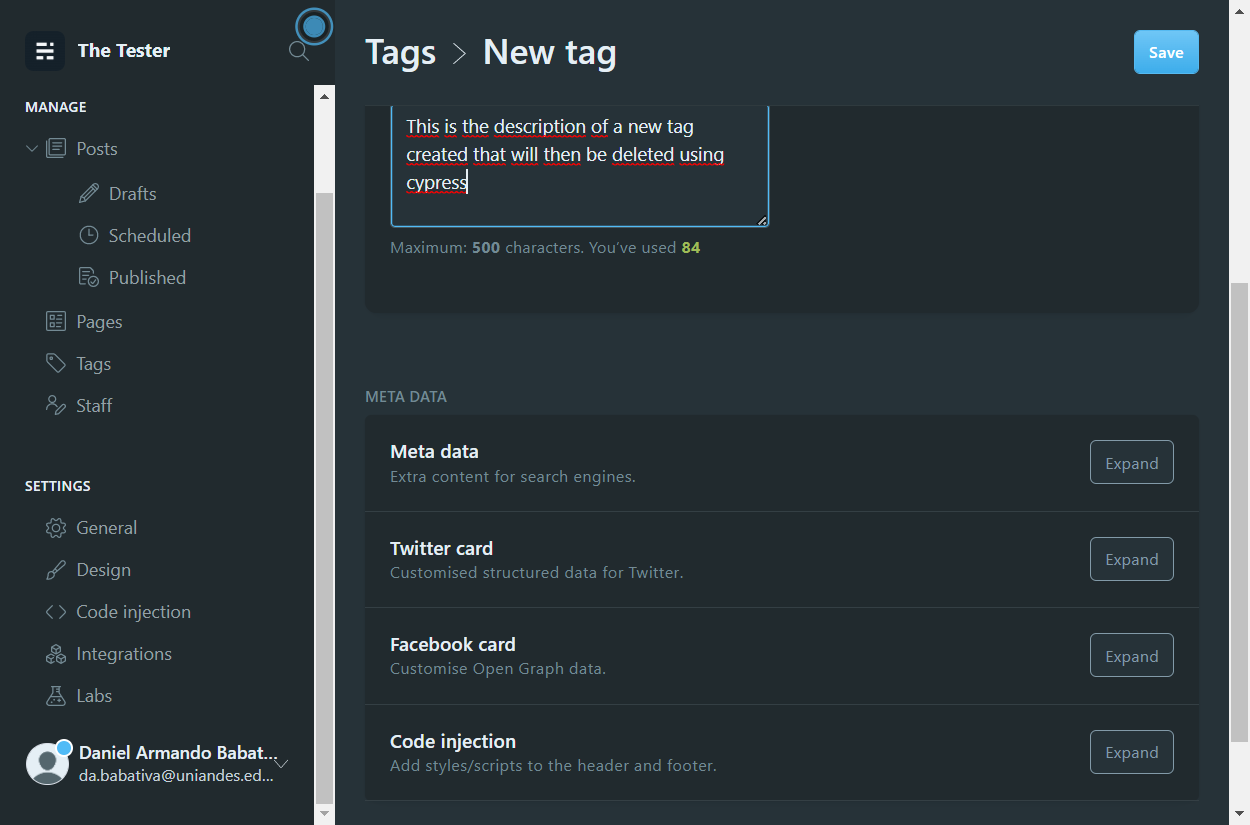 The Tester
MANAGE
Posts
Drafts
Scheduled
Published
Pages
Tags
Staff
SETTINGS
General
Design
Code injection
Integrations
Labs
Daniel Armando Babat...
da.babativa@uniandes.ed...
Tags > New tag
Save
This is the description of a new tag
created that will then be deleted using
cypress
Maximum: 500 characters. You've used 84
META DATA
Meta data
Extra content for search engines.
Expand
Twitter card
Customised structured data for Twitter.
Expand
Facebook card
Customise Open Graph data.
Expand
Code injection
Add styles/scripts to the header and footer.
Expand